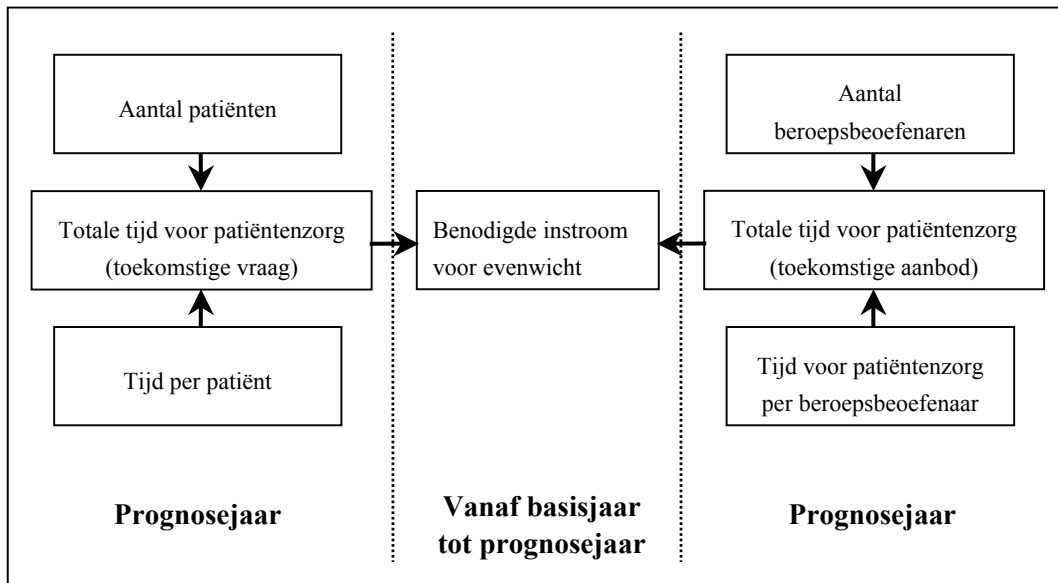 Aantal patiënten
Totale tijd voor patiëntenzorg
(toekomstige vraag)
Tijd per patiënt
Prognosejaar
Benodigde instroom
voor evenwicht
Vanaf basisjaar
tot prognosejaar
Aantal
beroepsbeoefenaren
Totale tijd voor patiëntenzorg
(toekomstige aanbod)
Tijd voor patiëntenzorg
per beroepsbeoefenaar
Prognosejaar